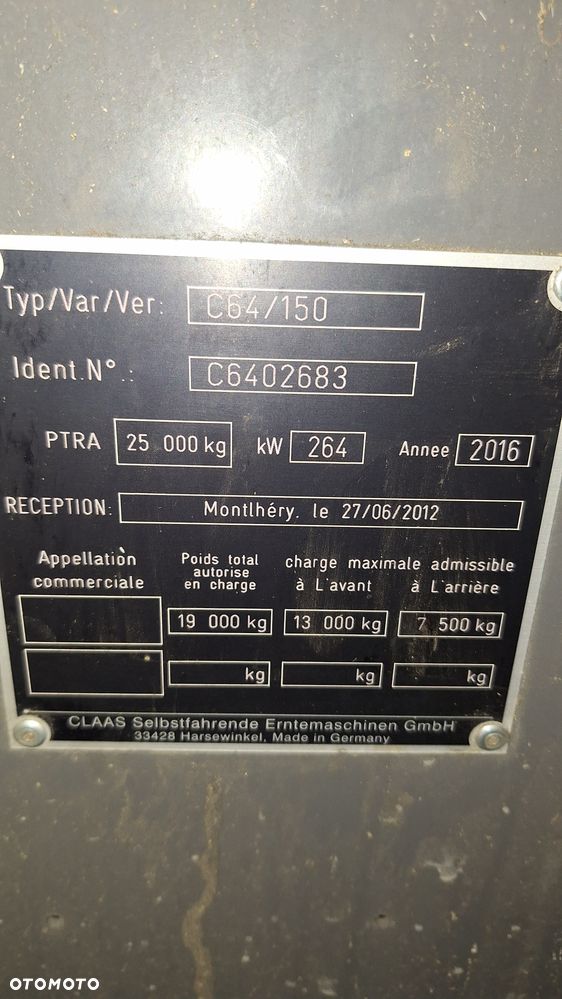 Typ/Var/Ver: C64/150
Ident.N°.: C6402683
PTRA 25 000 kg kW 264 Annee 2016
RECEPTION: Montlhéry, le 27/06/2012
Appellation commerciale
Poids total autorise en charge
charge maximale admissible
à L'avant à L'arrière
19 000 kg 13 000 kg 7 500 kg
kg kg kg
CLAAS Selbstfahrende Erntemaschinen GmbH
33428 Harsewinkel, Made in Germany
OTOMOTO